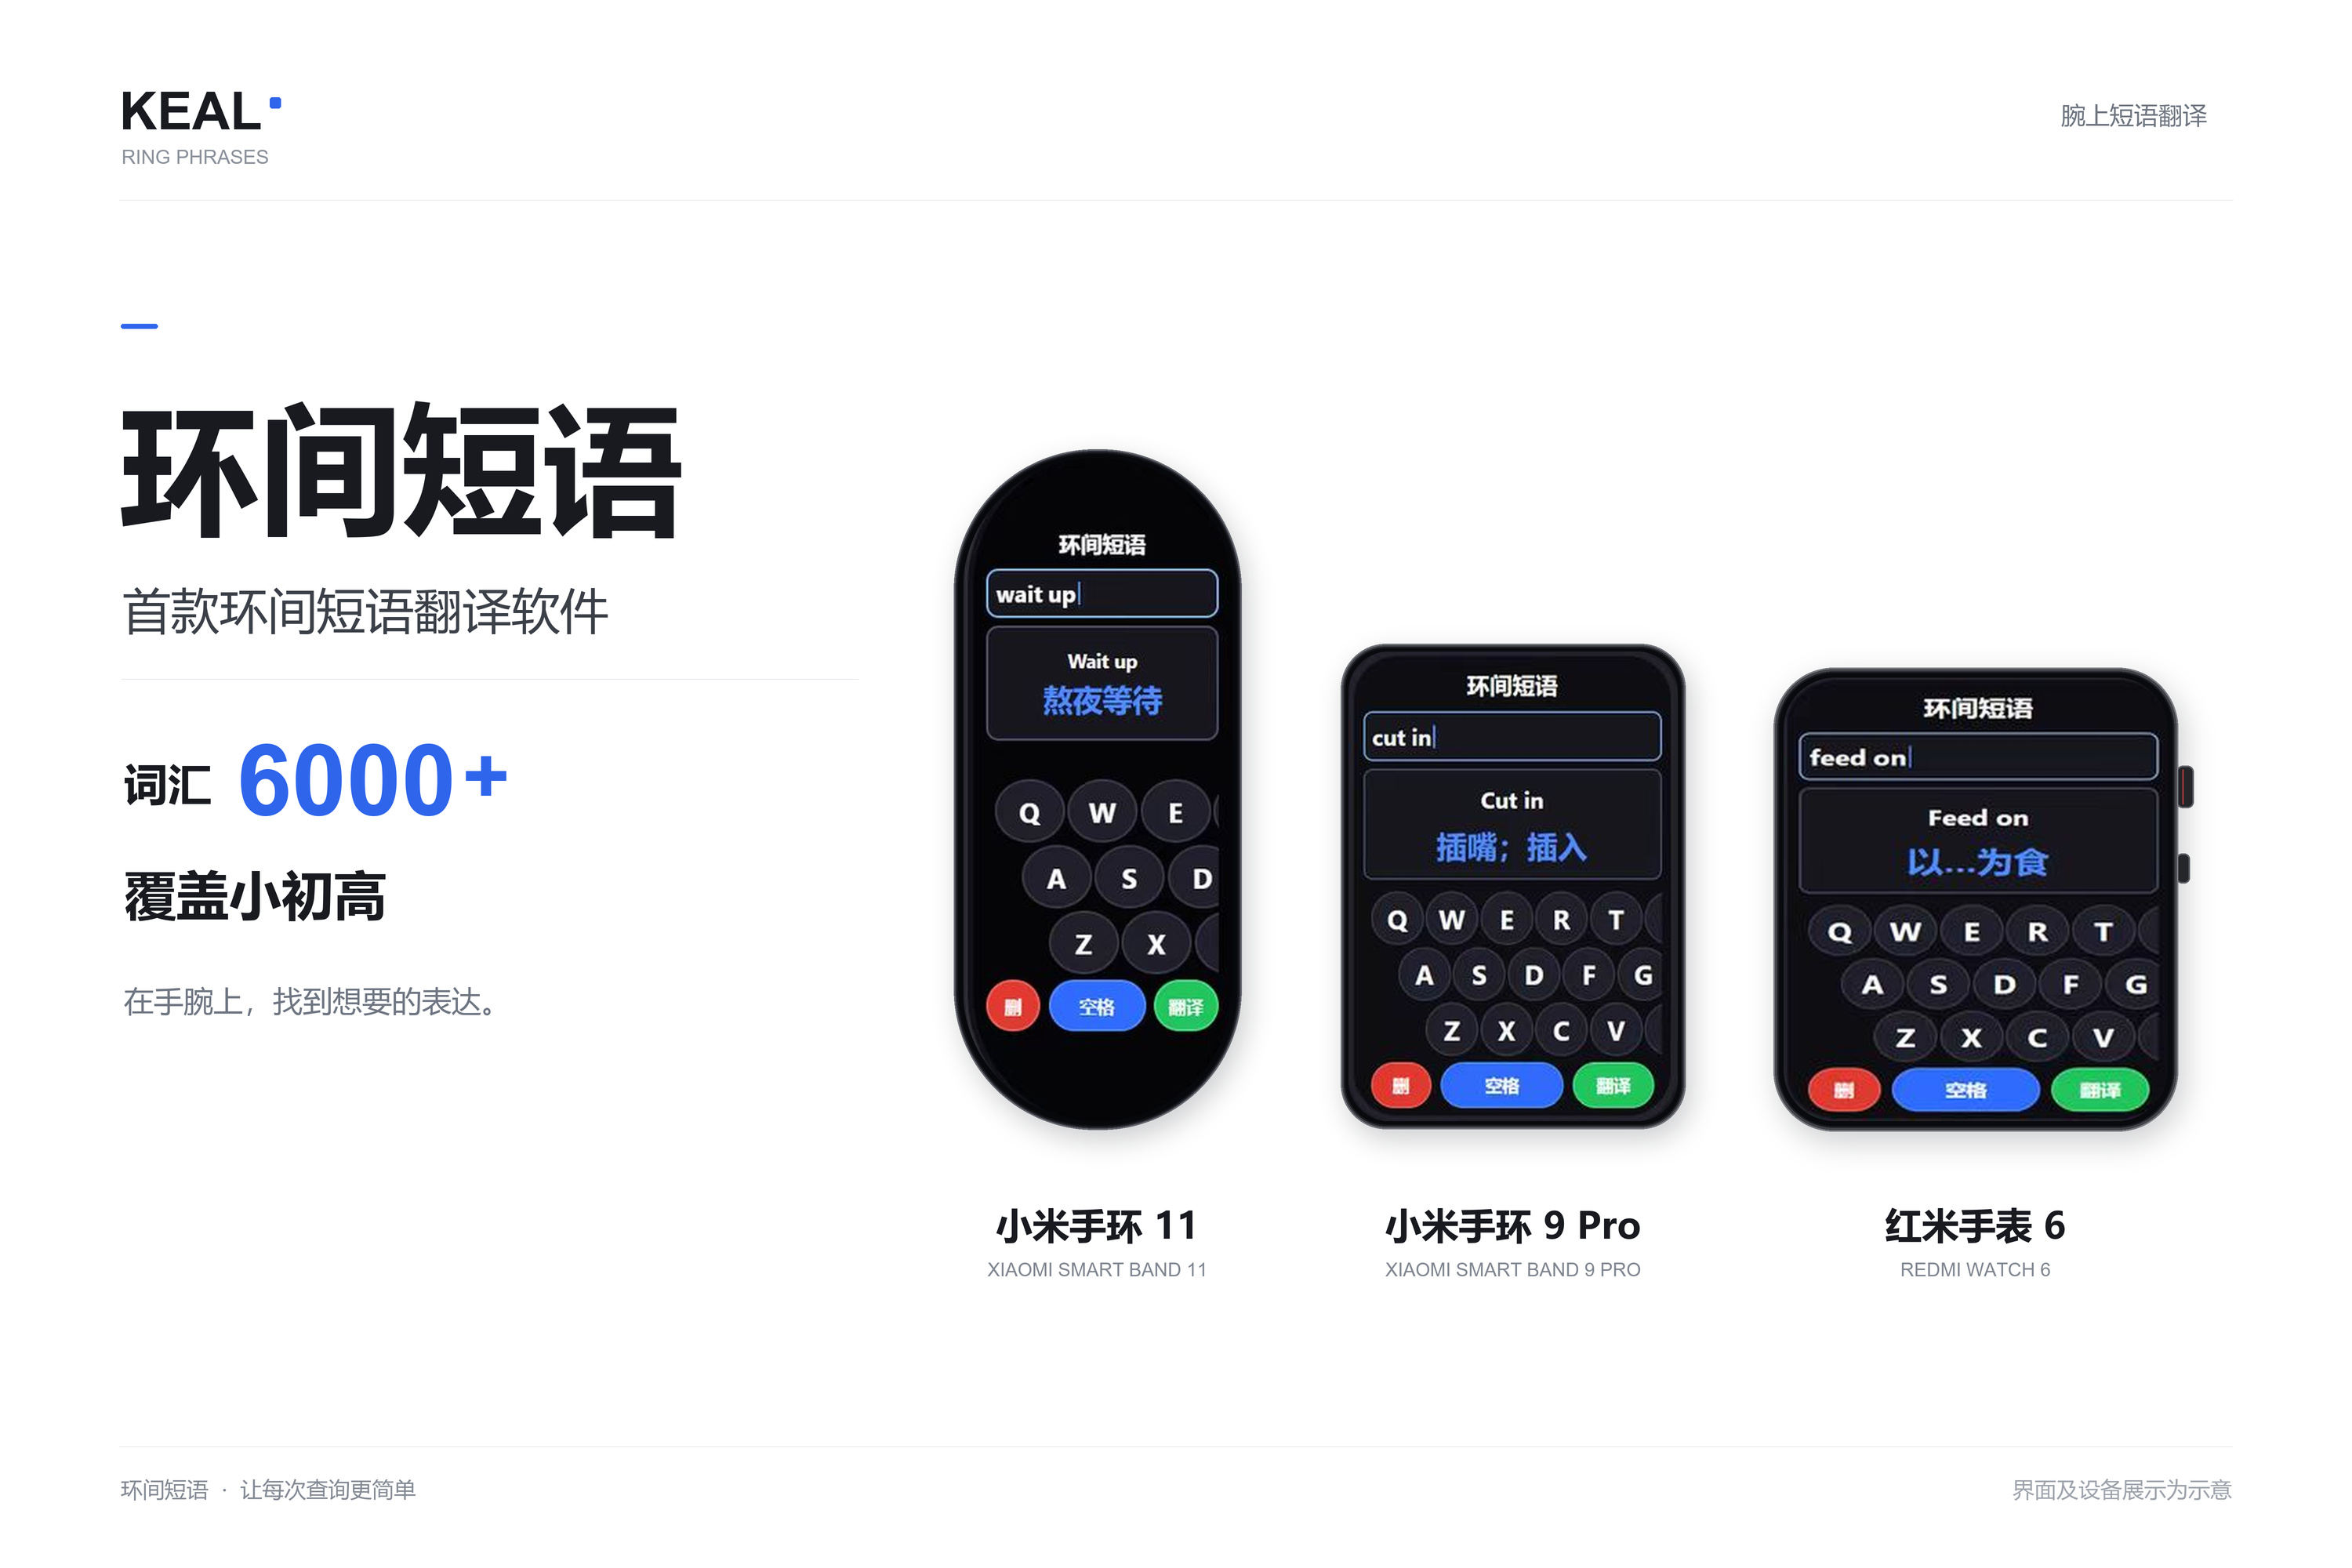 KEAL
RING PHRASES
腕上短语翻译
环间短语
首款环间短语翻译软件
词汇 6000+
覆盖小初高
在手腕上，找到想要的表达。
环间短语
wait up
Wait up
熬夜等待
Q W E
A S D
Z X
删 空格 翻译
小米手环 11
XIAOMI SMART BAND 11
环间短语
cut in
Cut in
插嘴；插入
Q W E R T
A S D F G
Z X C V
删 空格 翻译
小米手环 9 Pro
XIAOMI SMART BAND 9 PRO
环间短语
feed on
Feed on
以...为食
Q W E R T
A S D F G
Z X C V
删 空格 翻译
红米手表 6
REDMI WATCH 6
环间短语 · 让每次查询更简单
界面及设备展示为示意